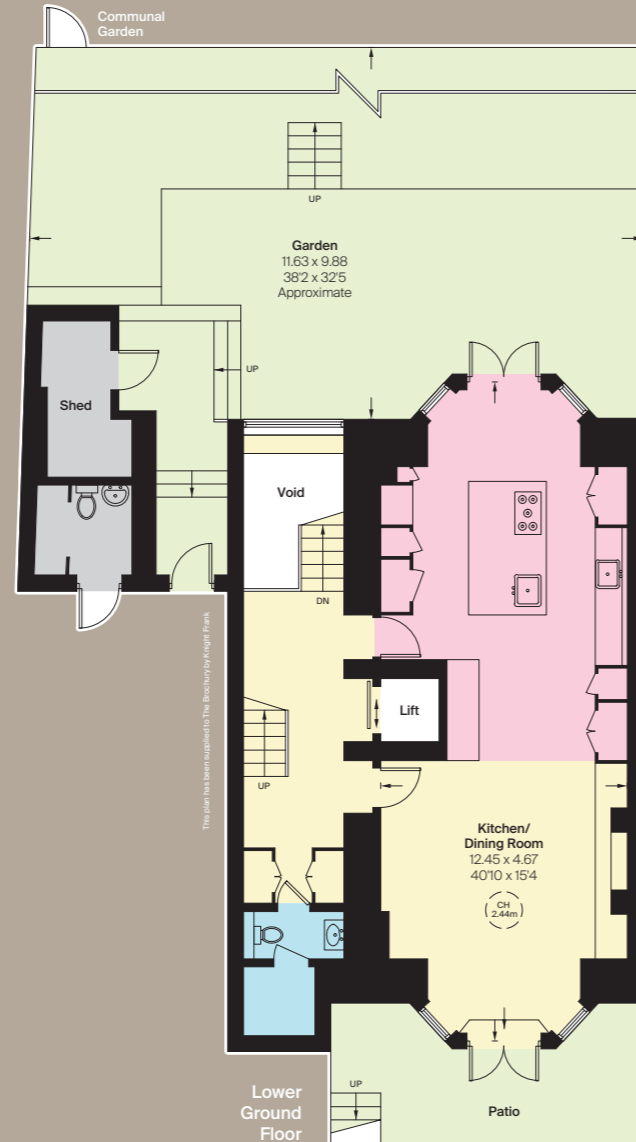 Communal
Garden
UP
Garden
11.63 x 9.88
38'2 x 32'5
Approximate
UP
Shed
Void
DN
This plan has been supplied to The Brochury by Knight Frank
Lift
UP
Kitchen/
Dining Room
12.45 x 4.67
40'10 x 15'4
CH
2.44m
Lower
Ground
Floor
UP
Patio